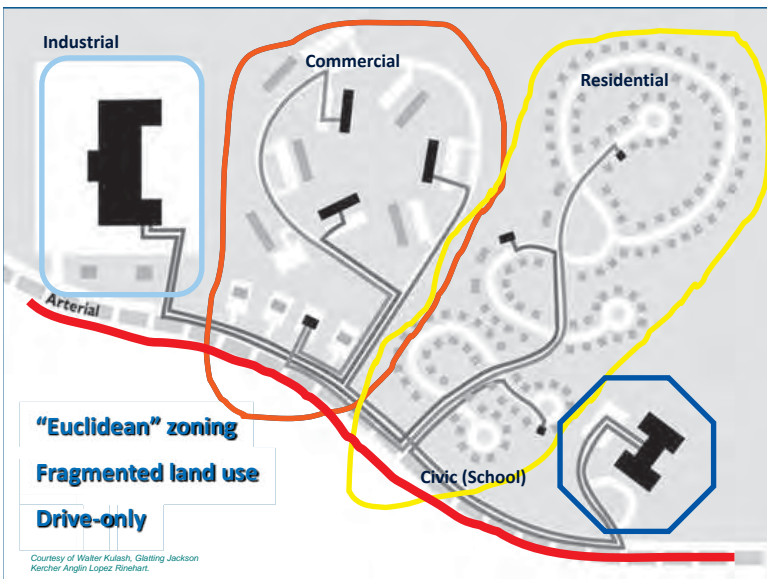 Industrial
Commercial
Residential
Arterial
"Euclidean" zoning
Fragmented land use
Drive-only
Civic (School)
Courtesy of Walter Kulash, Glatting Jackson
Kercher Anglin Lopez Rinehart.